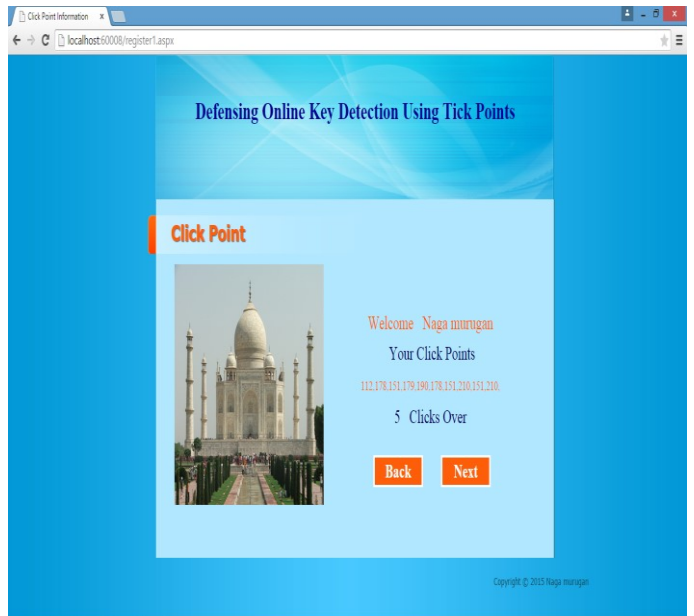 Click Point Information
localhost:60008/register1.aspx
Defensing Online Key Detection Using Tick Points
Click Point
Welcome Naga murugan
Your Click Points
112,178,151,179,190,178,151,210,151,210,
5 Clicks Over
Back Next
Copyright © 2015 Naga murugan